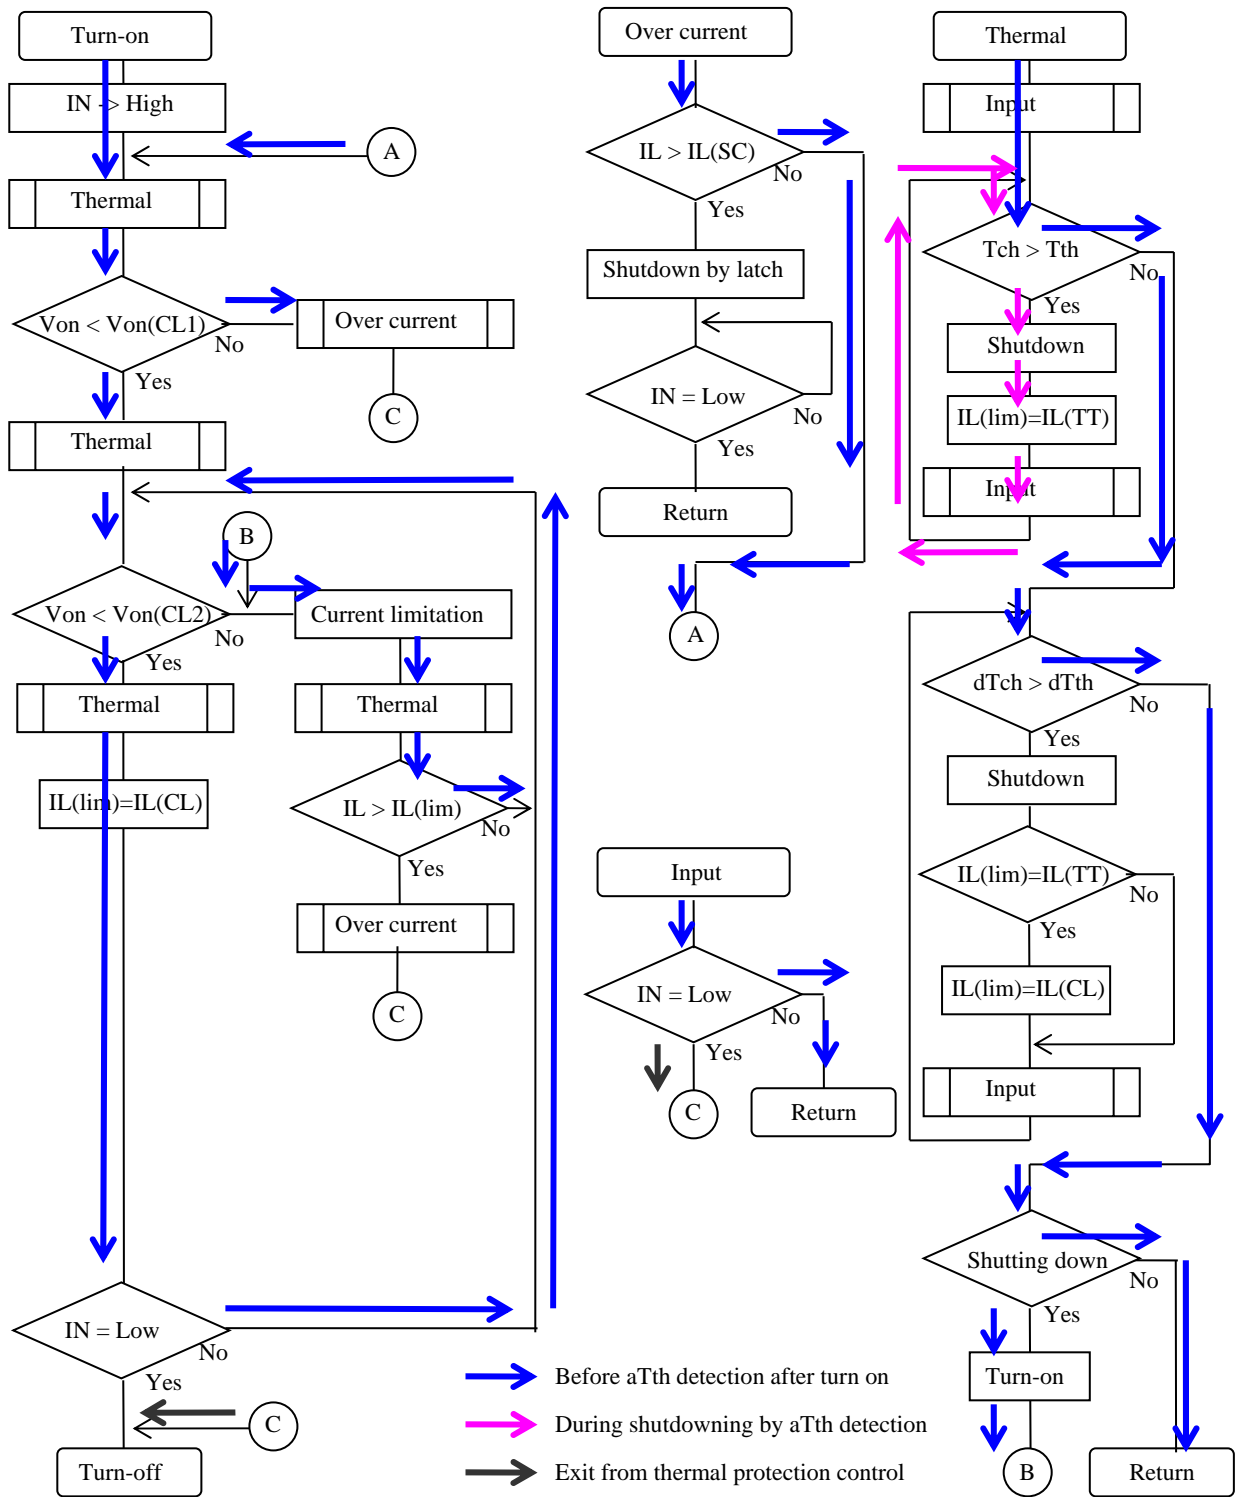 Turn-on
IN -> High
A
Thermal
Von < Von(CL1)
No
Yes
Over current
C
Thermal
B
Von < Von(CL2)
No
Yes
Current limitation
Thermal
Thermal
IL(lim)=IL(CL)
IL > IL(lim)
No
Yes
Over current
C
IN = Low
No
Yes
C
Turn-off
Over current
IL > IL(SC)
No
Yes
Shutdown by latch
IN = Low
No
Yes
Return
A
Input
IN = Low
No
Yes
C
Return
Thermal
Input
Tch > Tth
No
Yes
Shutdown
IL(lim)=IL(TT)
Input
dTch > dTth
No
Yes
Shutdown
IL(lim)=IL(TT)
No
Yes
IL(lim)=IL(CL)
Input
Shutting down
No
Yes
Turn-on
B
Return
Before aTth detection after turn on
During shutdowning by aTth detection
Exit from thermal protection control